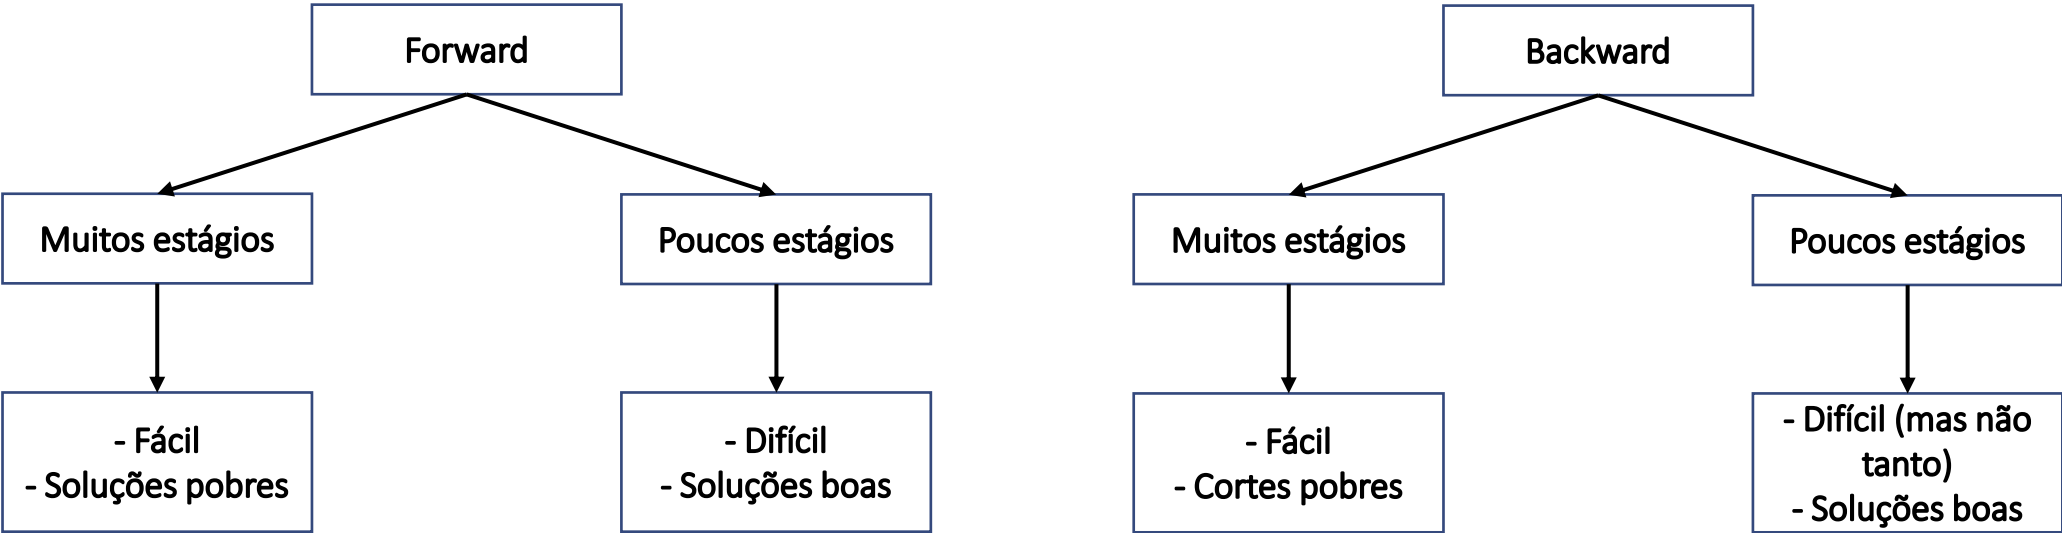 Forward
Muitos estágios
Poucos estágios
- Fácil
- Soluções pobres
- Difícil
- Soluções boas
Backward
Muitos estágios
Poucos estágios
- Fácil
- Cortes pobres
- Difícil (mas não
tanto)
- Soluções boas